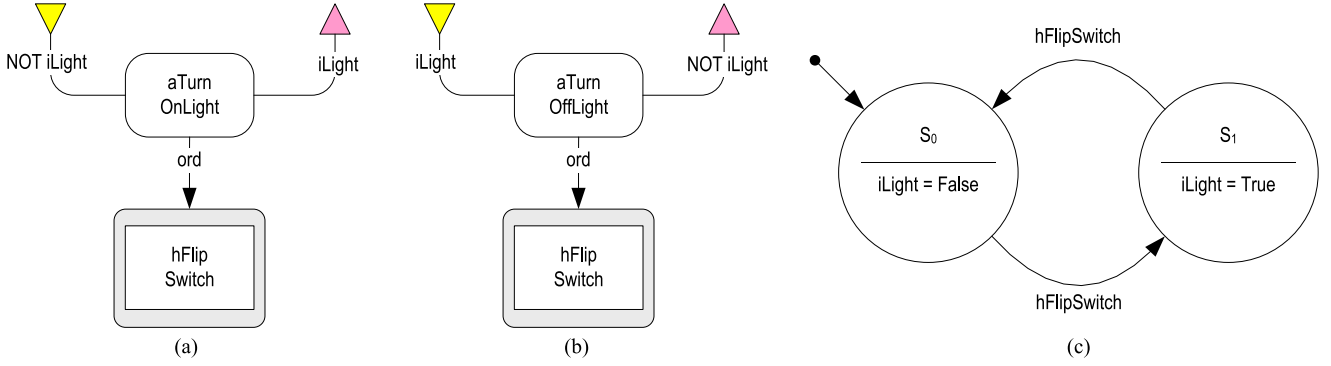 NOT iLight
aTurn
OnLight
iLight
ord
hFlip
Switch
(a)
iLight
aTurn
OffLight
NOT iLight
ord
hFlip
Switch
(b)
hFlipSwitch
S0
iLight = False
S1
iLight = True
hFlipSwitch
(c)